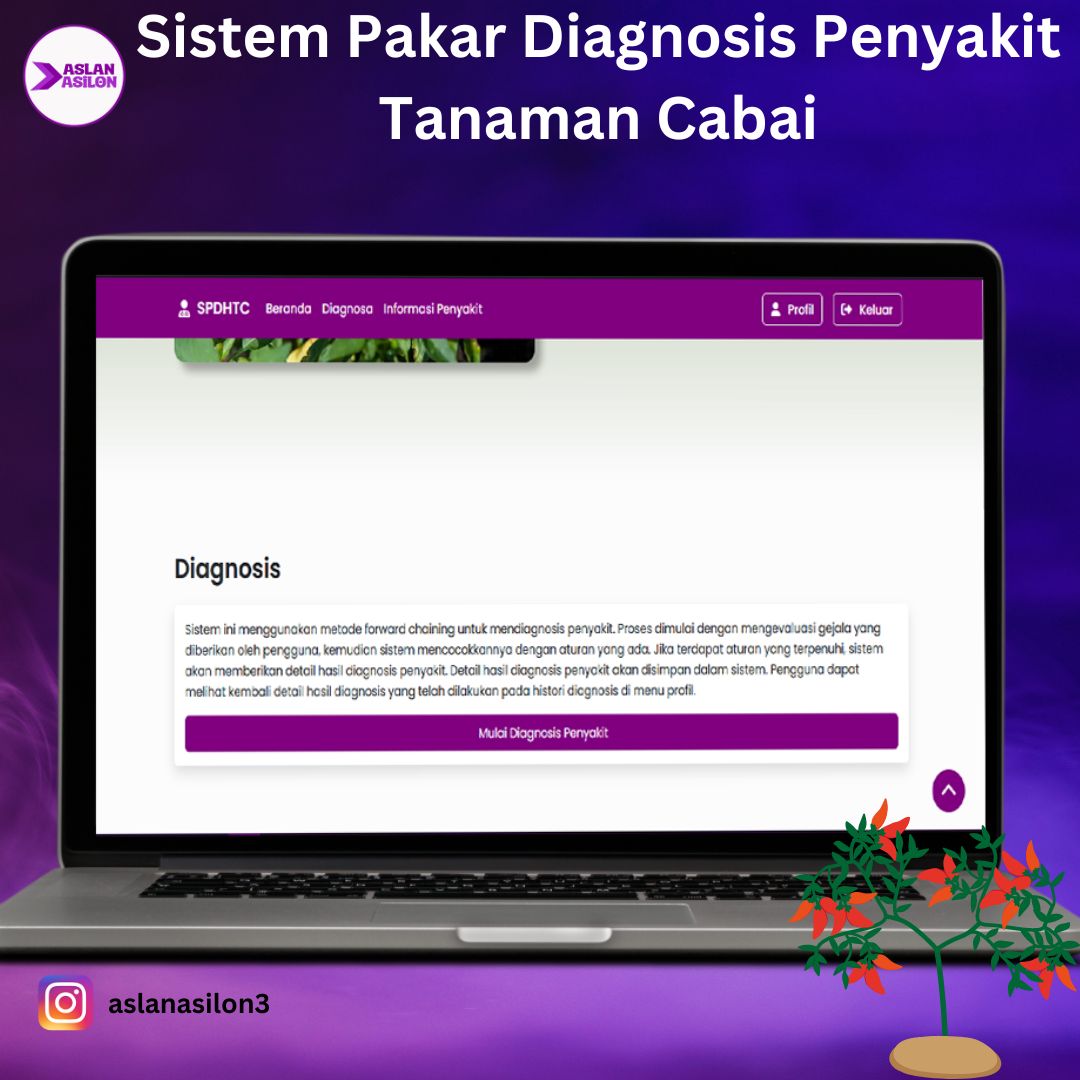 ASLAN
ASILON
Sistem Pakar Diagnosis Penyakit
Tanaman Cabai
SPDHTC Beranda Diagnosa Informasi Penyakit Profil Keluar
Diagnosis
Sistem ini menggunakan metode forward chaining untuk mendiagnosis penyakit. Proses dimulai dengan mengevaluasi gejala yang
diberikan oleh pengguna, kemudian sistem mencocokkannya dengan aturan yang ada. Jika terdapat aturan yang terpenuhi, sistem
akan memberikan detail hasil diagnosis penyakit. Detail hasil diagnosis penyakit akan disimpan dalam sistem. Pengguna dapat
melihat kembali detail hasil diagnosis yang telah dilakukan pada histori diagnosis di menu profil.
Mulai Diagnosis Penyakit
aslanasilon3